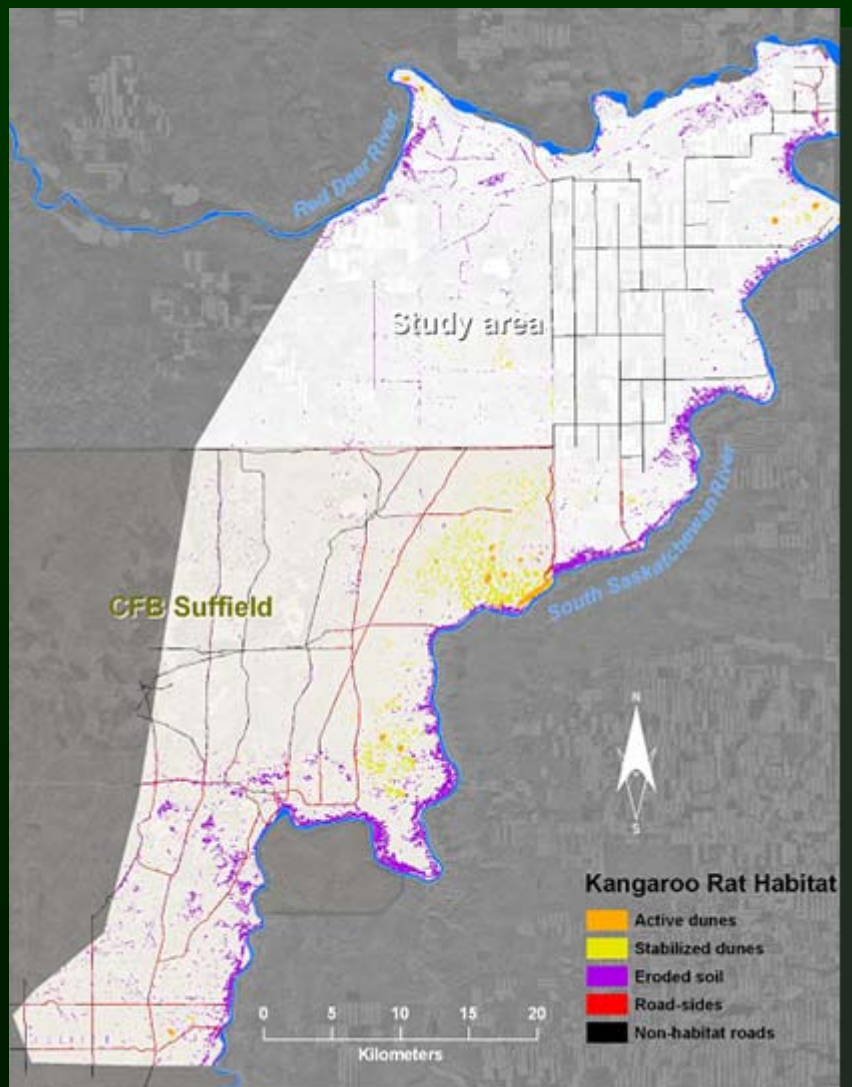 Red Deer River
Study area
South Saskatchewan River
CFB Suffield
N
S
Kangaroo Rat Habitat
Active dunes
Stabilized dunes
Eroded soil
Road-sides
Non-habitat roads
0 5 10 15 20
Kilometers